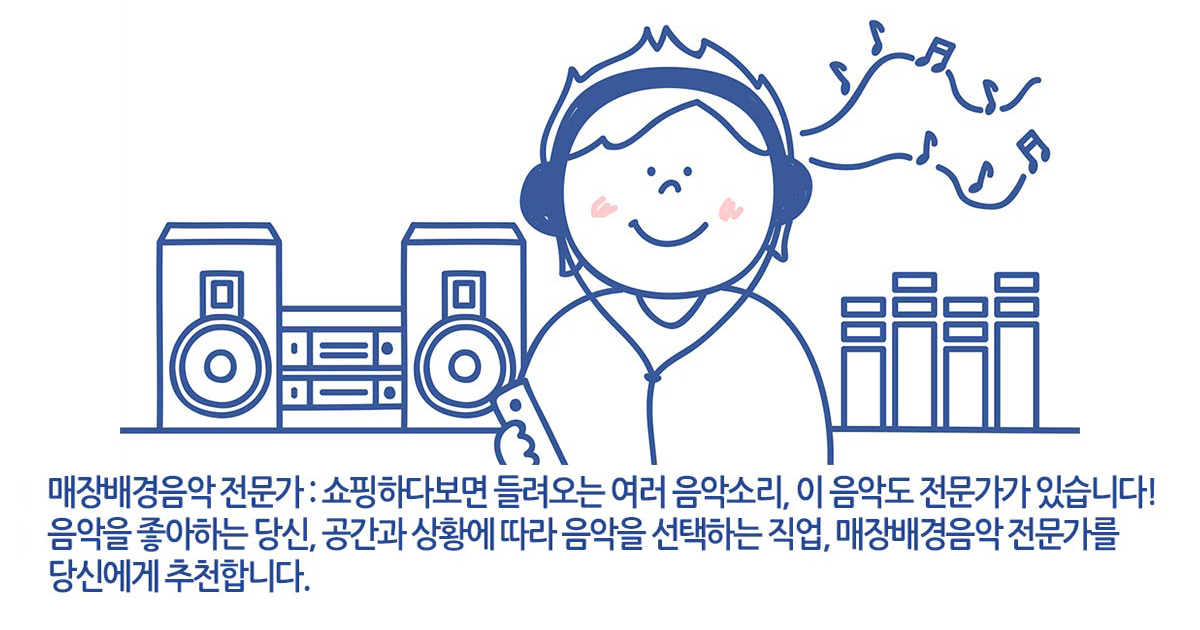 매장배경음악 전문가 : 쇼핑하다보면 들려오는 여러 음악소리, 이 음악도 전문가가 있습니다!
음악을 좋아하는 당신, 공간과 상황에 따라 음악을 선택하는 직업, 매장배경음악 전문가를
당신에게 추천합니다.